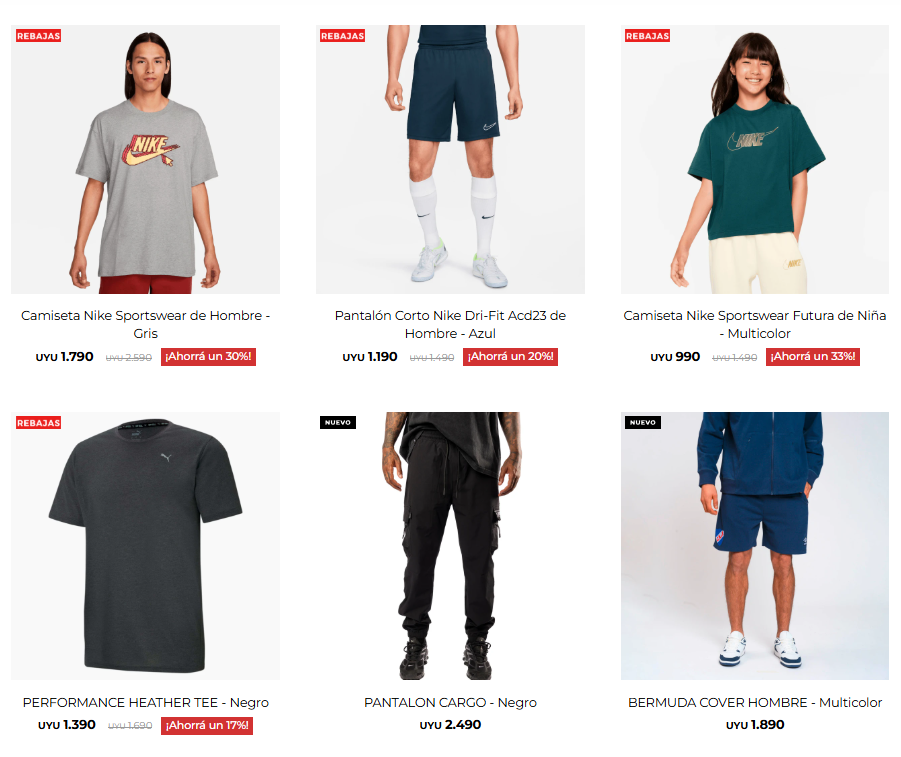 REBAJAS
REBAJAS
REBAJAS
NIKE
NIKE
NIKE
Camiseta Nike Sportswear de Hombre -
Gris
UYU 1.790 UYU 2.590 ¡Ahorrá un 30%!
Pantalón Corto Nike Dri-Fit Acd23 de
Hombre - Azul
UYU 1.190 UYU 1.490 ¡Ahorrá un 20%!
Camiseta Nike Sportswear Futura de Niña
- Multicolor
UYU 990 UYU 1.490 ¡Ahorrá un 33%!
REBAJAS
NUEVO
NUEVO
PERFORMANCE HEATHER TEE - Negro
UYU 1.390 UYU 1.690 ¡Ahorrá un 17%!
PANTALON CARGO - Negro
UYU 2.490
BERMUDA COVER HOMBRE - Multicolor
UYU 1.890